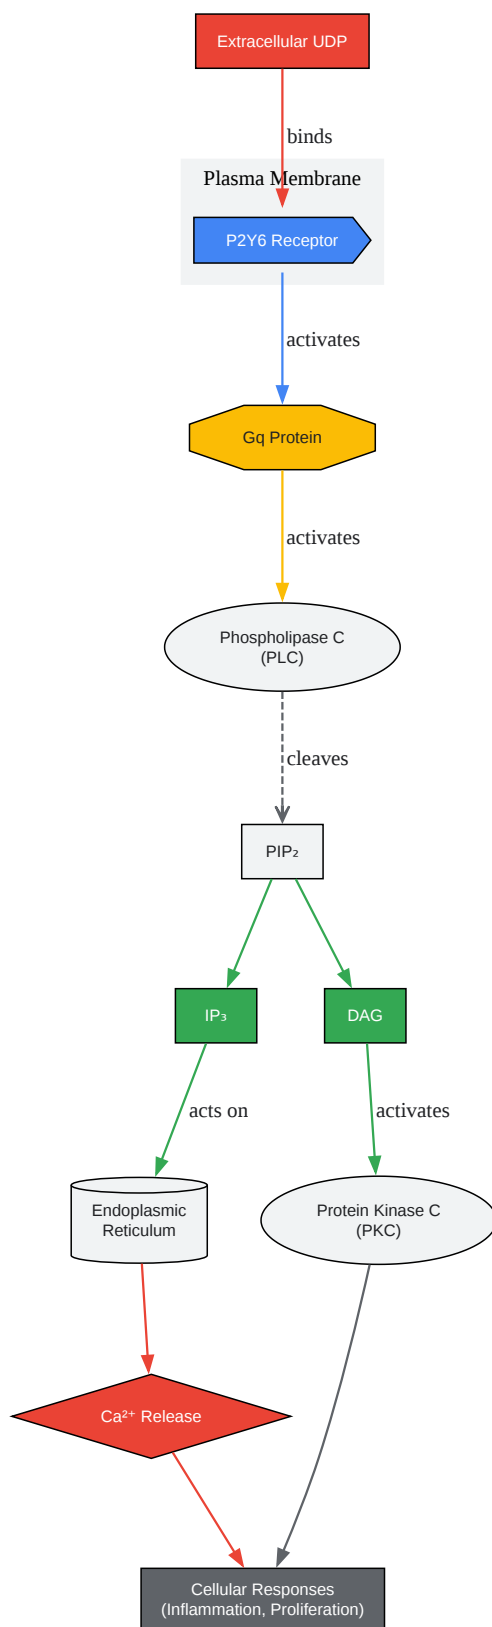 Extracellular UDP
binds
Plasma Membrane
P2Y6 Receptor
activates
Gq Protein
activates
Phospholipase C
(PLC)
cleaves
PIP₂
IP₃
DAG
acts on
activates
Endoplasmic
Reticulum
Protein Kinase C
(PKC)
Ca²⁺ Release
Cellular Responses
(Inflammation, Proliferation)